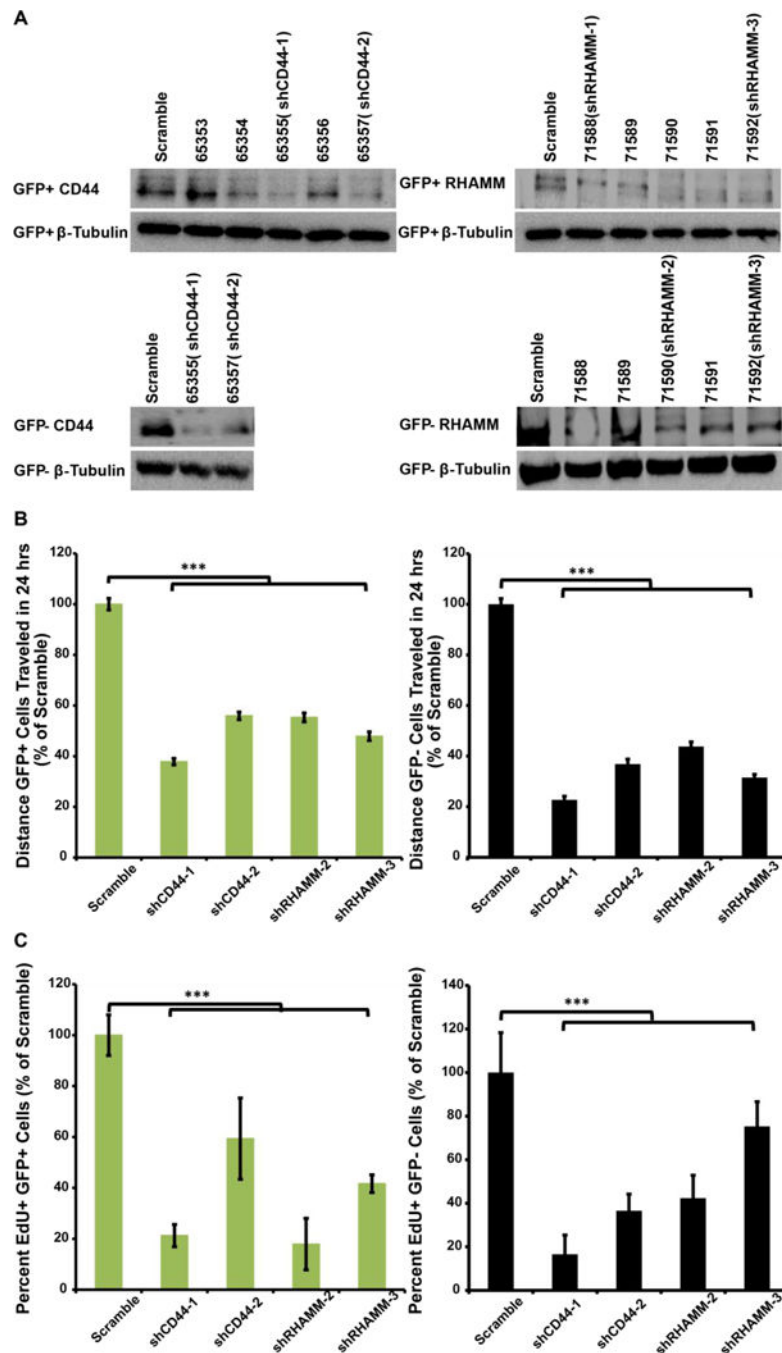 A
Scramble
65353
65354
65355( shCD44-1)
65356
65357( shCD44-2)
GFP+ CD44
GFP+ β-Tubulin
Scramble
71588(shRHAMM-1)
71589
71590
71591
71592(shRHAMM-3)
GFP+ RHAMM
GFP+ β-Tubulin
Scramble
65355( shCD44-1)
65357( shCD44-2)
GFP- CD44
GFP- β-Tubulin
Scramble
71588
71589
71590(shRHAMM-2)
71591
71592(shRHAMM-3)
GFP- RHAMM
GFP- β-Tubulin
B
Distance GFP+ Cells Traveled in 24 hrs
(% of Scramble)
120
100
80
60
40
20
0
***
Scramble
shCD44-1
shCD44-2
shRHAMM-2
shRHAMM-3
Distance GFP- Cells Traveled in 24 hrs
(% of Scramble)
120
100
80
60
40
20
0
***
Scramble
shCD44-1
shCD44-2
shRHAMM-2
shRHAMM-3
C
Percent EdU+ GFP+ Cells (% of Scramble)
120
100
80
60
40
20
0
***
Scramble
shCD44-1
shCD44-2
shRHAMM-2
shRHAMM-3
Percent EdU+ GFP- Cells (% of Scramble)
140
120
100
80
60
40
20
0
***
Scramble
shCD44-1
shCD44-2
shRHAMM-2
shRHAMM-3